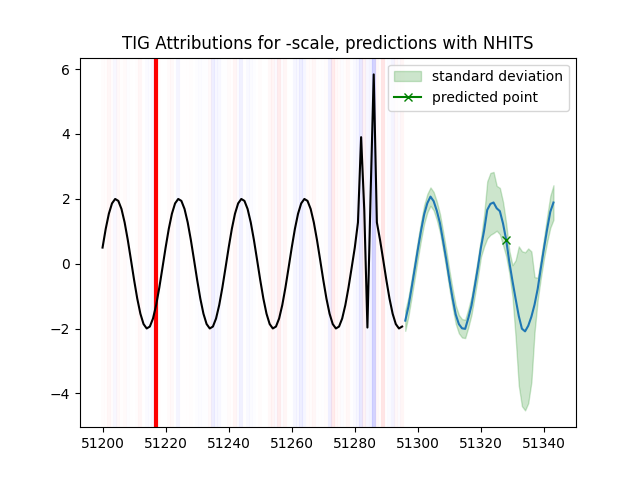 TIG Attributions for -scale, predictions with NHITS
standard deviation
predicted point
6
4
2
0
−2
−4
51200 51220 51240 51260 51280 51300 51320 51340